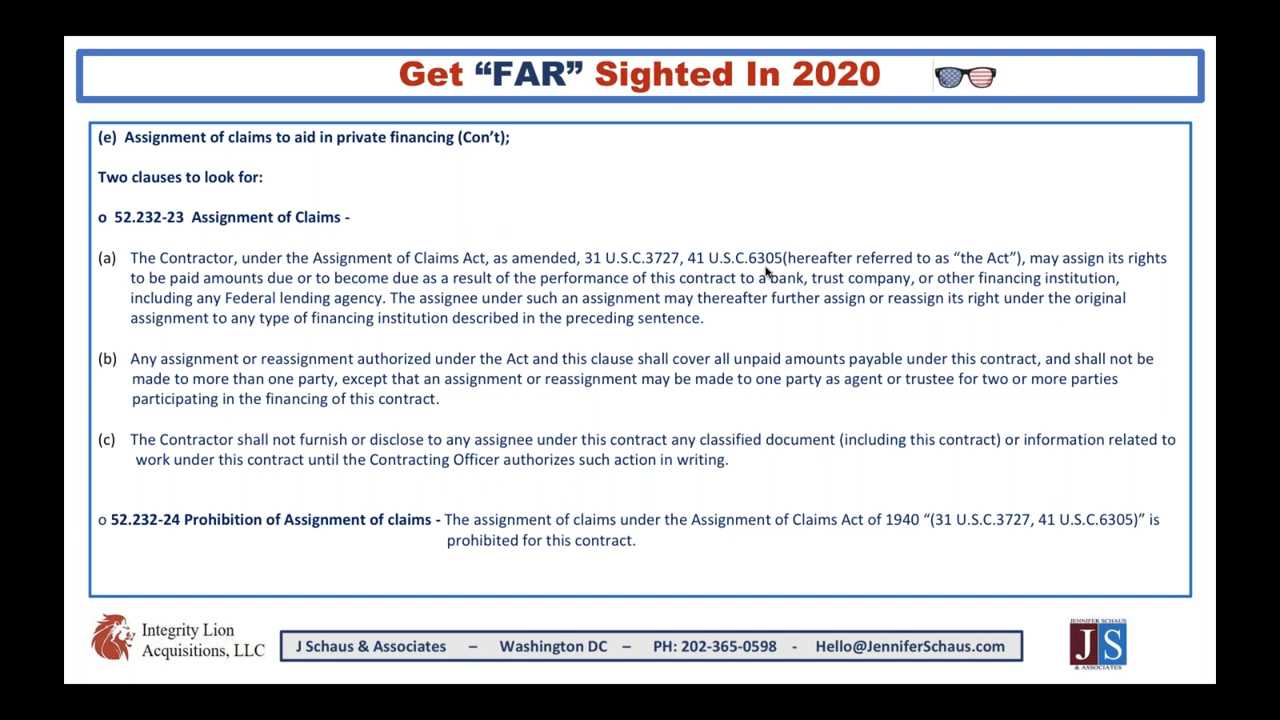 Get “FAR” Sighted In 2020
(e) Assignment of claims to aid in private financing (Con’t);
Two clauses to look for:
o 52.232-23 Assignment of Claims -
(a) The Contractor, under the Assignment of Claims Act, as amended, 31 U.S.C.3727, 41 U.S.C.6305(hereafter referred to as “the Act”), may assign its rights
to be paid amounts due or to become due as a result of the performance of this contract to a bank, trust company, or other financing institution,
including any Federal lending agency. The assignee under such an assignment may thereafter further assign or reassign its right under the original
assignment to any type of financing institution described in the preceding sentence.
(b) Any assignment or reassignment authorized under the Act and this clause shall cover all unpaid amounts payable under this contract, and shall not be
made to more than one party, except that an assignment or reassignment may be made to one party as agent or trustee for two or more parties
participating in the financing of this contract.
(c) The Contractor shall not furnish or disclose to any assignee under this contract any classified document (including this contract) or information related to
work under this contract until the Contracting Officer authorizes such action in writing.
o 52.232-24 Prohibition of Assignment of claims - The assignment of claims under the Assignment of Claims Act of 1940 “(31 U.S.C.3727, 41 U.S.C.6305)” is
prohibited for this contract.
Integrity Lion
Acquisitions, LLC
J Schaus & Associates – Washington DC – PH: 202-365-0598 - Hello@JenniferSchaus.com
JENNIFER SCHAUS
JS
& ASSOCIATES